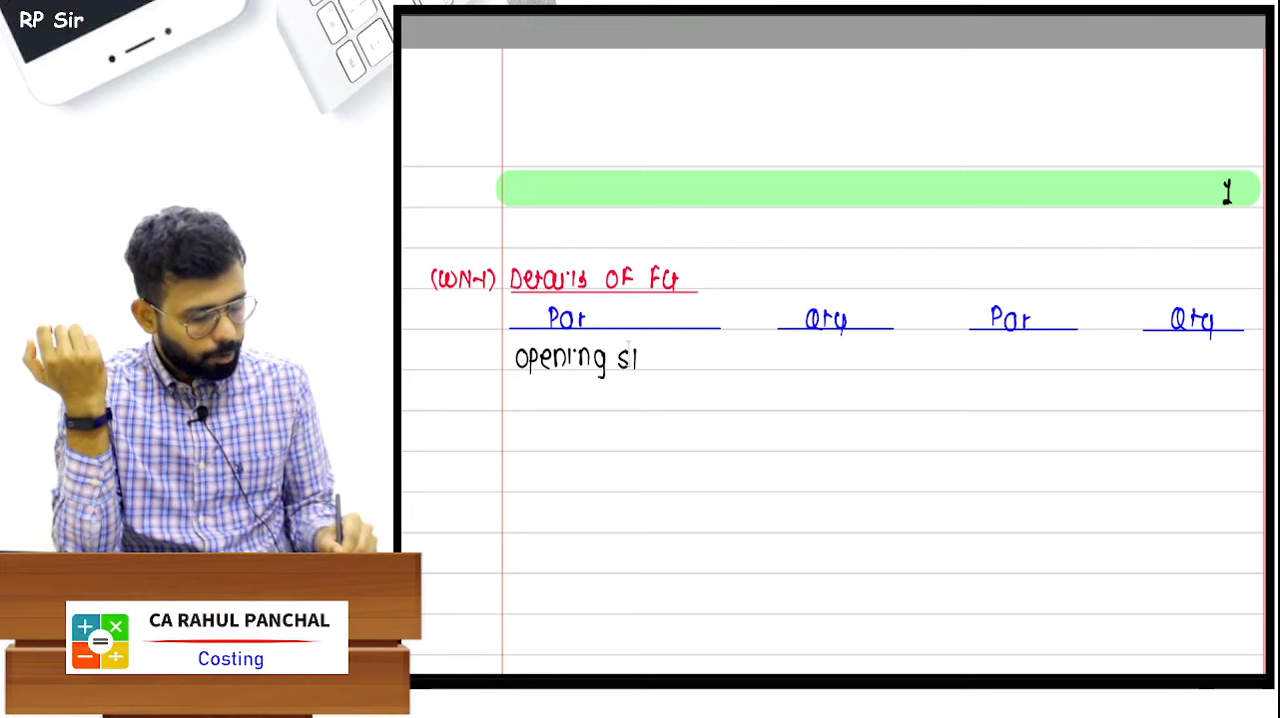 RP Sir
1
(WN-1) Details of FG
Par Qty Par Qty
opening st
CA RAHUL PANCHAL
Costing